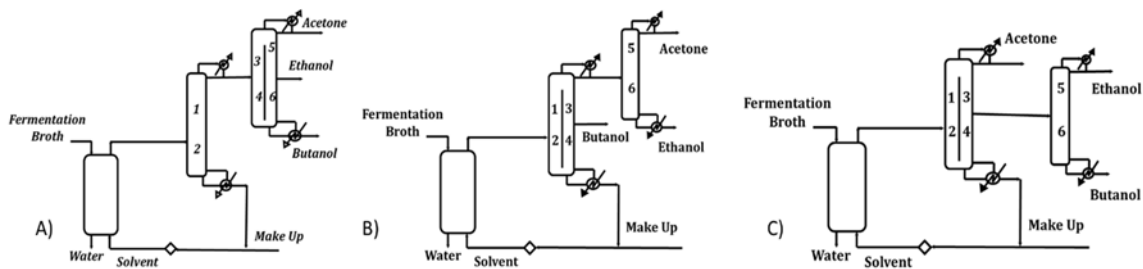 Acetone
5
3
Ethanol
4 6
1
2
Butanol
Fermentation
Broth
A)
Water
Solvent
Make Up
Acetone
5
6
1 3
2 4
Butanol
Ethanol
Fermentation
Broth
B)
Water
Solvent
Make Up
Acetone
1 3
2 4
5
6
Ethanol
Butanol
Fermentation
Broth
C)
Water
Solvent
Make Up